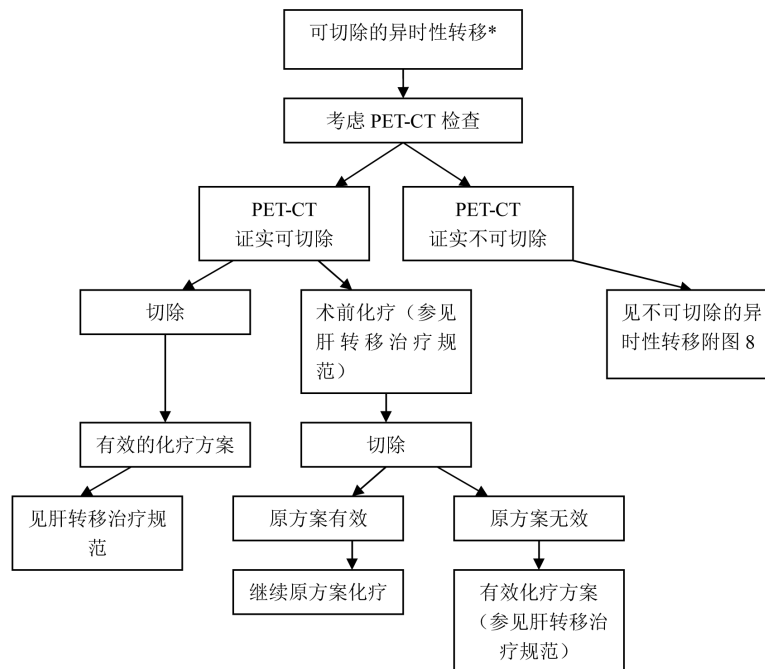 可切除的异时性转移*
考虑 PET-CT 检查
PET-CT
证实可切除
PET-CT
证实不可切除
切除
术前化疗（参见
肝转移治疗规
范）
见不可切除的异
时性转移附图 8
有效的化疗方案
切除
见肝转移治疗规
范
原方案有效
原方案无效
继续原方案化疗
有效化疗方案
（参见肝转移治
疗规范）